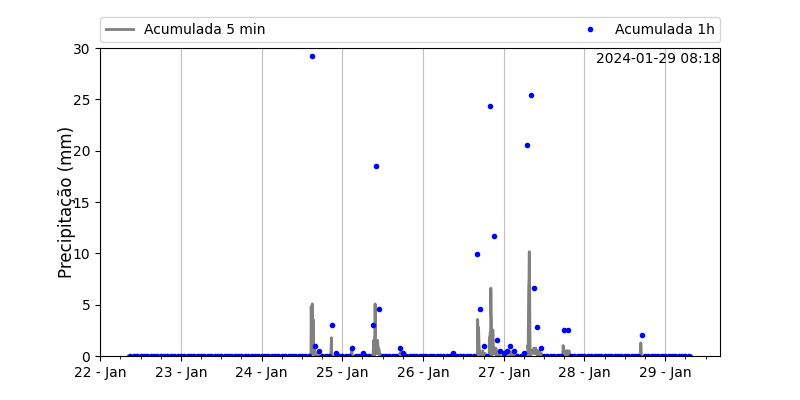 Acumulada 5 min
Acumulada 1h
2024-01-29 08:18
Precipitação (mm)
30
25
20
15
10
5
0
22 - Jan
23 - Jan
24 - Jan
25 - Jan
26 - Jan
27 - Jan
28 - Jan
29 - Jan